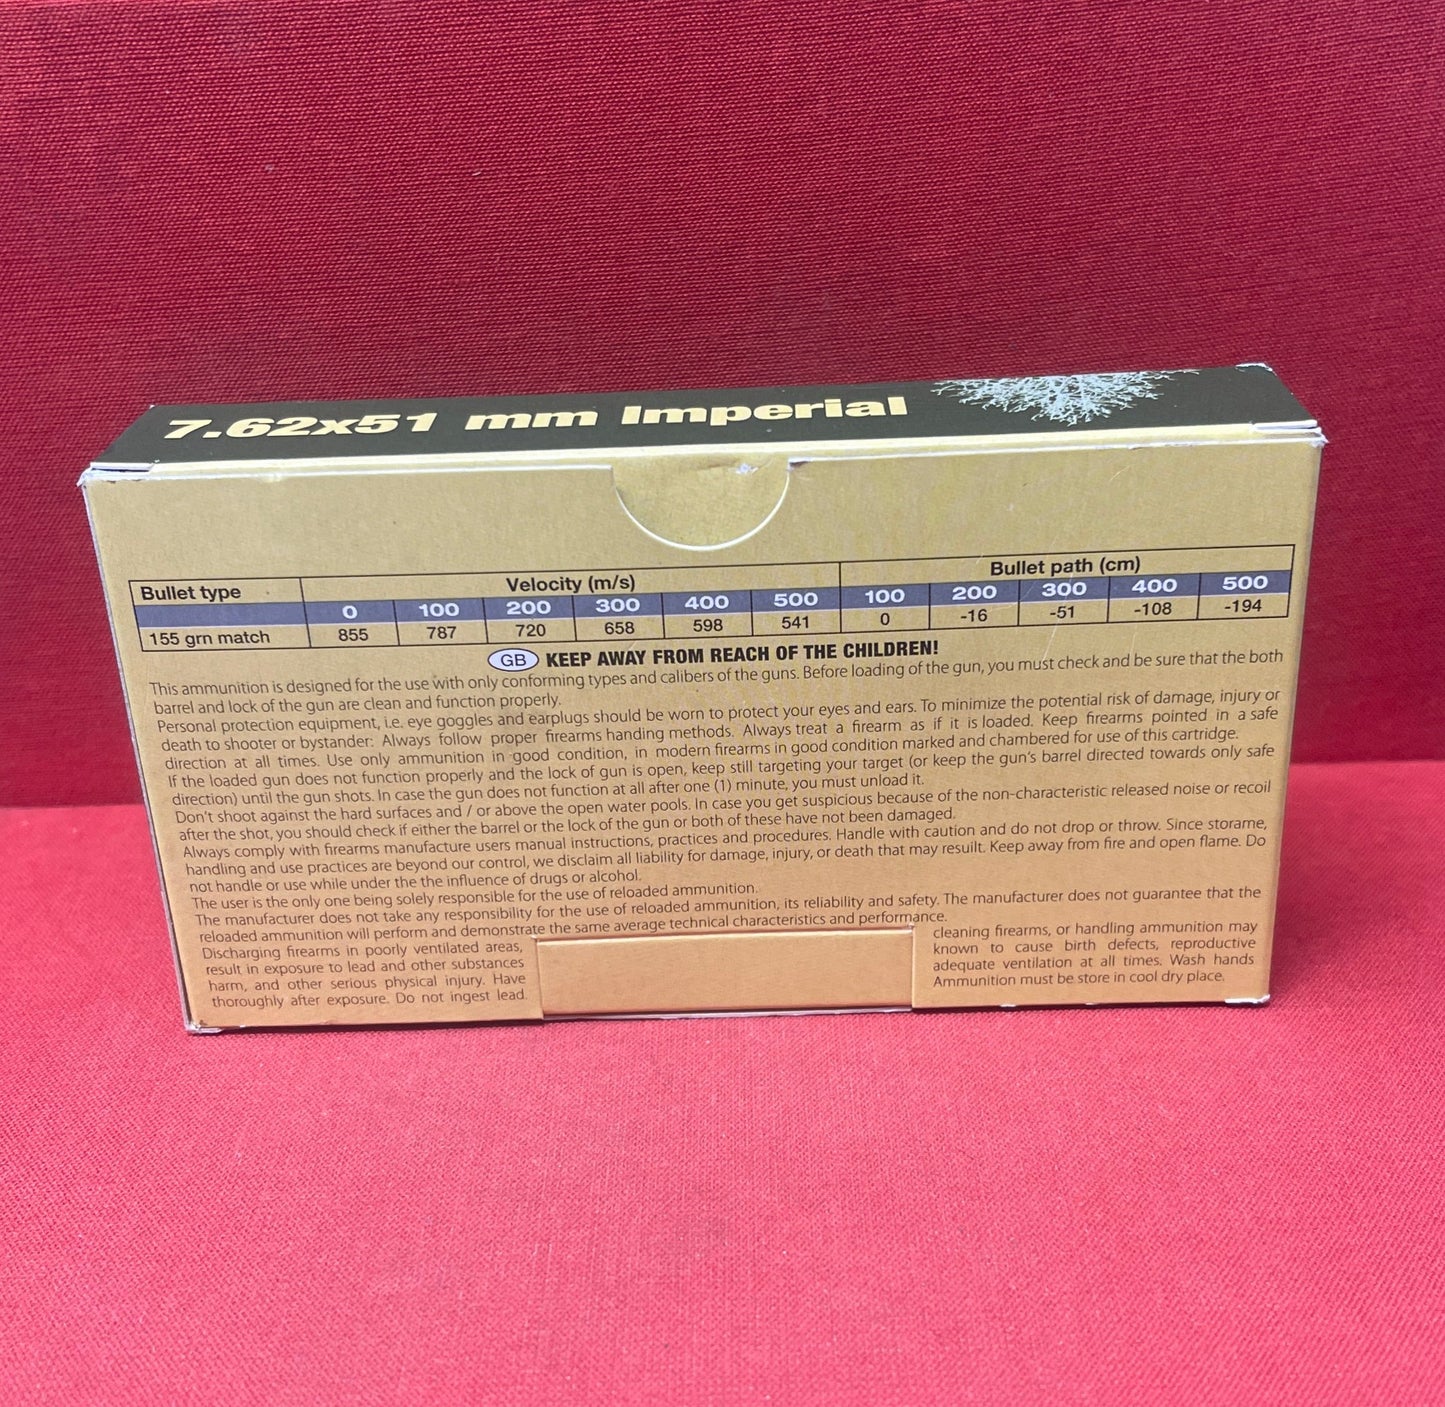 7.62x51 mm Imperial
Bullet type Velocity (m/s) Bullet path (cm)
0 100 200 300 400 500 100 200 300 400 500
155 grn match 855 787 720 658 598 541 0 -16 -51 -108 -194
GB KEEP AWAY FROM REACH OF THE CHILDREN!
This ammunition is designed for the use with only conforming types and calibers of the guns. Before loading of the gun, you must check and be sure that the both
barrel and lock of the gun are clean and function properly.
Personal protection equipment, i.e. eye goggles and earplugs should be worn to protect your eyes and ears. To minimize the potential risk of damage, injury or
death to shooter or bystander: Always follow proper firearms handing methods. Always treat a firearm as if it is loaded. Keep firearms pointed in a safe
direction at all times. Use only ammunition in good condition, in modern firearms in good condition marked and chambered for use of this cartridge.
If the loaded gun does not function properly and the lock of gun is open, keep still targeting your target (or keep the gun's barrel directed towards only safe
direction) until the gun shots. In case the gun does not function at all after one (1) minute, you must unload it.
Don't shoot against the hard surfaces and / or above the open water pools. In case you get suspicious because of the non-characteristic released noise or recoil
after the shot, you should check if either the barrel or the lock of the gun or both of these have not been damaged.
Always comply with firearms manufacture users manual instructions, practices and procedures. Handle with caution and do not drop or throw. Since storame,
handling and use practices are beyond our control, we disclaim all liability for damage, injury, or death that may resuilt. Keep away from fire and open flame. Do
not handle or use while under the the influence of drugs or alcohol.
The user is the only one being solely responsible for the use of reloaded ammunition.
The manufacturer does not take any responsibility for the use of reloaded ammunition, its reliability and safety. The manufacturer does not guarantee that the
reloaded ammunition will perform and demonstrate the same average technical characteristics and performance.
Discharging firearms in poorly ventilated areas, cleaning firearms, or handling ammunition may
result in exposure to lead and other substances known to cause birth defects, reproductive
harm, and other serious physical injury. Have adequate ventilation at all times. Wash hands
thoroughly after exposure. Do not ingest lead. Ammunition must be store in cool dry place.